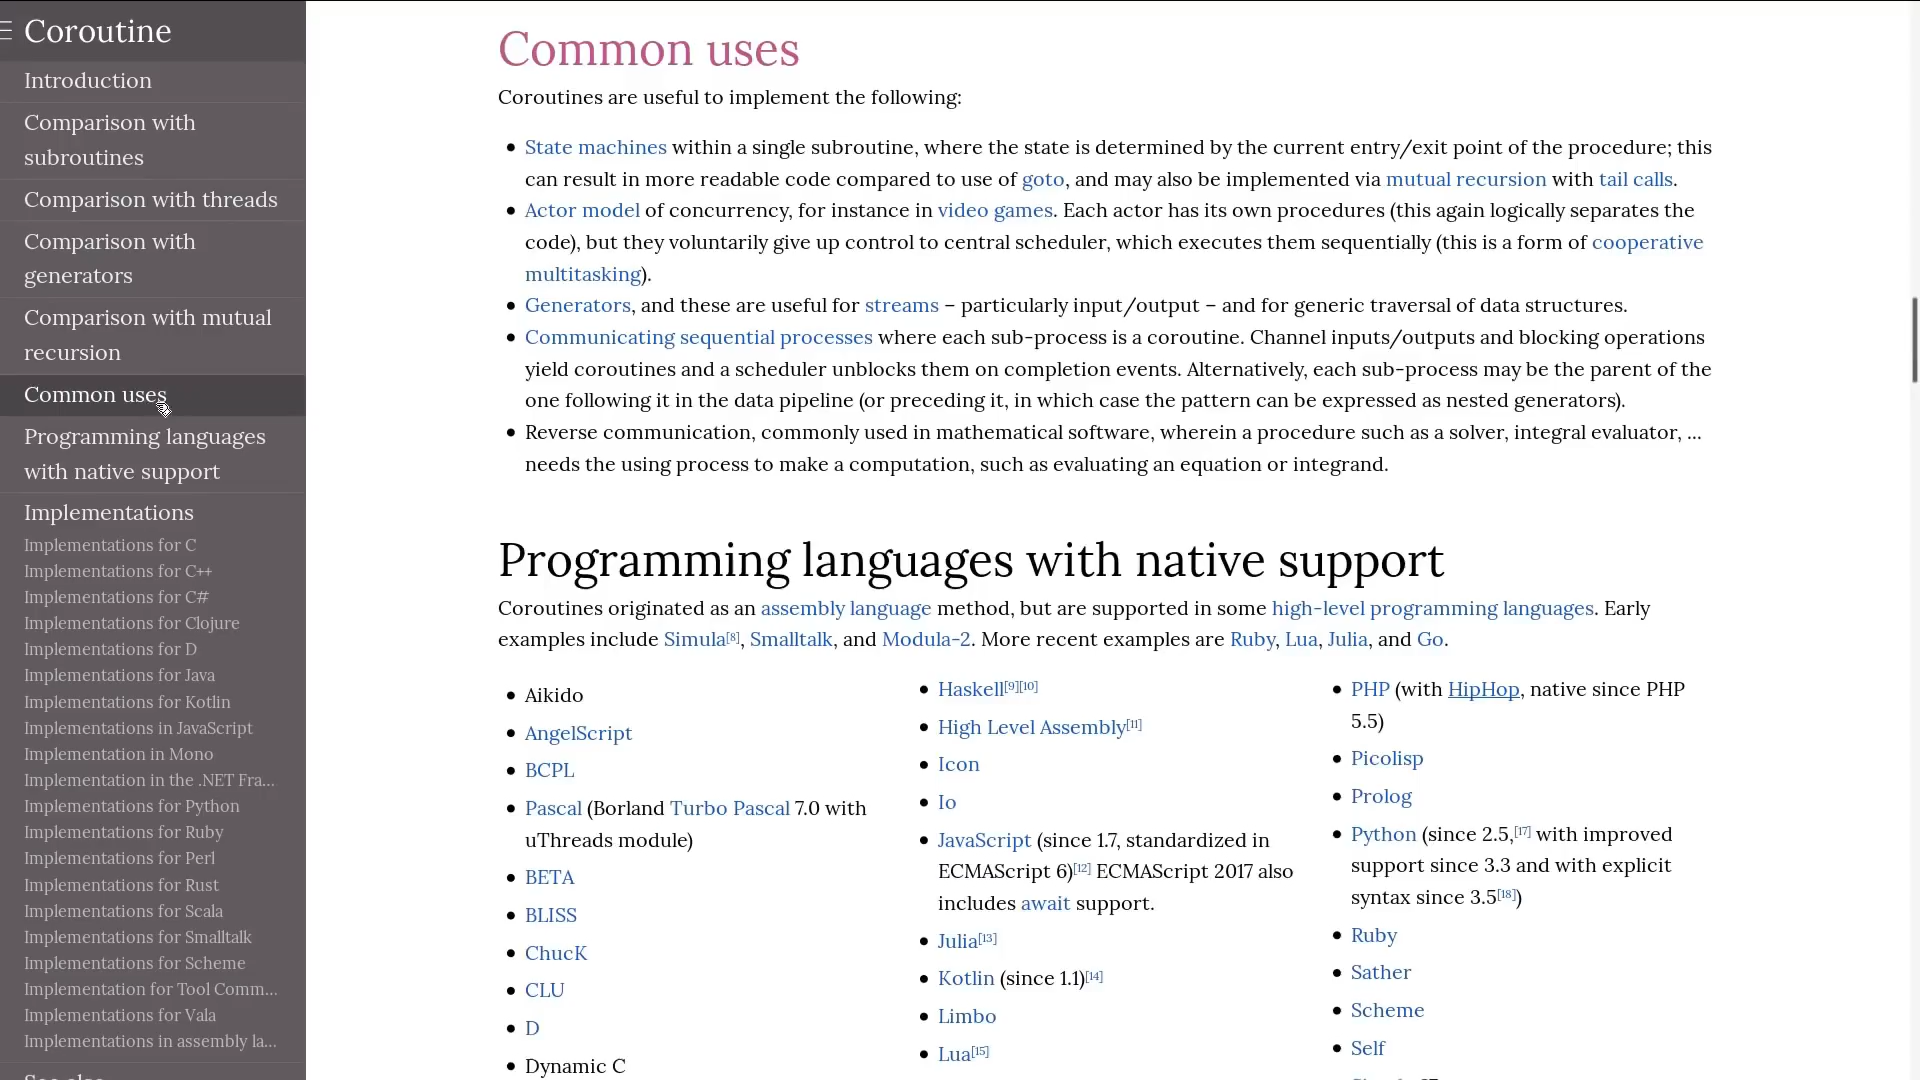 Coroutine
Introduction
Comparison with
subroutines
Comparison with threads
Comparison with
generators
Comparison with mutual
recursion
Common uses
Programming languages
with native support
Implementations
Implementations for C
Implementations for C++
Implementations for C#
Implementations for Clojure
Implementations for D
Implementations for Java
Implementations for Kotlin
Implementations in JavaScript
Implementation in Mono
Implementation in the .NET Fra...
Implementations for Python
Implementations for Ruby
Implementations for Perl
Implementations for Rust
Implementations for Scala
Implementations for Smalltalk
Implementations for Scheme
Implementation for Tool Comm...
Implementations for Vala
Implementations in assembly la...
See also
Common uses
Coroutines are useful to implement the following:
• State machines within a single subroutine, where the state is determined by the current entry/exit point of the procedure; this
can result in more readable code compared to use of goto, and may also be implemented via mutual recursion with tail calls.
• Actor model of concurrency, for instance in video games. Each actor has its own procedures (this again logically separates the
code), but they voluntarily give up control to central scheduler, which executes them sequentially (this is a form of cooperative
multitasking).
• Generators, and these are useful for streams – particularly input/output – and for generic traversal of data structures.
• Communicating sequential processes where each sub-process is a coroutine. Channel inputs/outputs and blocking operations
yield coroutines and a scheduler unblocks them on completion events. Alternatively, each sub-process may be the parent of the
one following it in the data pipeline (or preceding it, in which case the pattern can be expressed as nested generators).
• Reverse communication, commonly used in mathematical software, wherein a procedure such as a solver, integral evaluator, ...
needs the using process to make a computation, such as evaluating an equation or integrand.
Programming languages with native support
Coroutines originated as an assembly language method, but are supported in some high-level programming languages. Early
examples include Simula[8], Smalltalk, and Modula-2. More recent examples are Ruby, Lua, Julia, and Go.
• Aikido
• AngelScript
• BCPL
• Pascal (Borland Turbo Pascal 7.0 with
uThreads module)
• BETA
• BLISS
• ChucK
• CLU
• D
• Dynamic C
• Haskell[9][10]
• High Level Assembly[11]
• Icon
• Io
• JavaScript (since 1.7, standardized in
ECMAScript 6)[12] ECMAScript 2017 also
includes await support.
• Julia[13]
• Kotlin (since 1.1)[14]
• Limbo
• Lua[15]
• PHP (with HipHop, native since PHP
5.5)
• Picolisp
• Prolog
• Python (since 2.5,[17] with improved
support since 3.3 and with explicit
syntax since 3.5[18])
• Ruby
• Sather
• Scheme
• Self